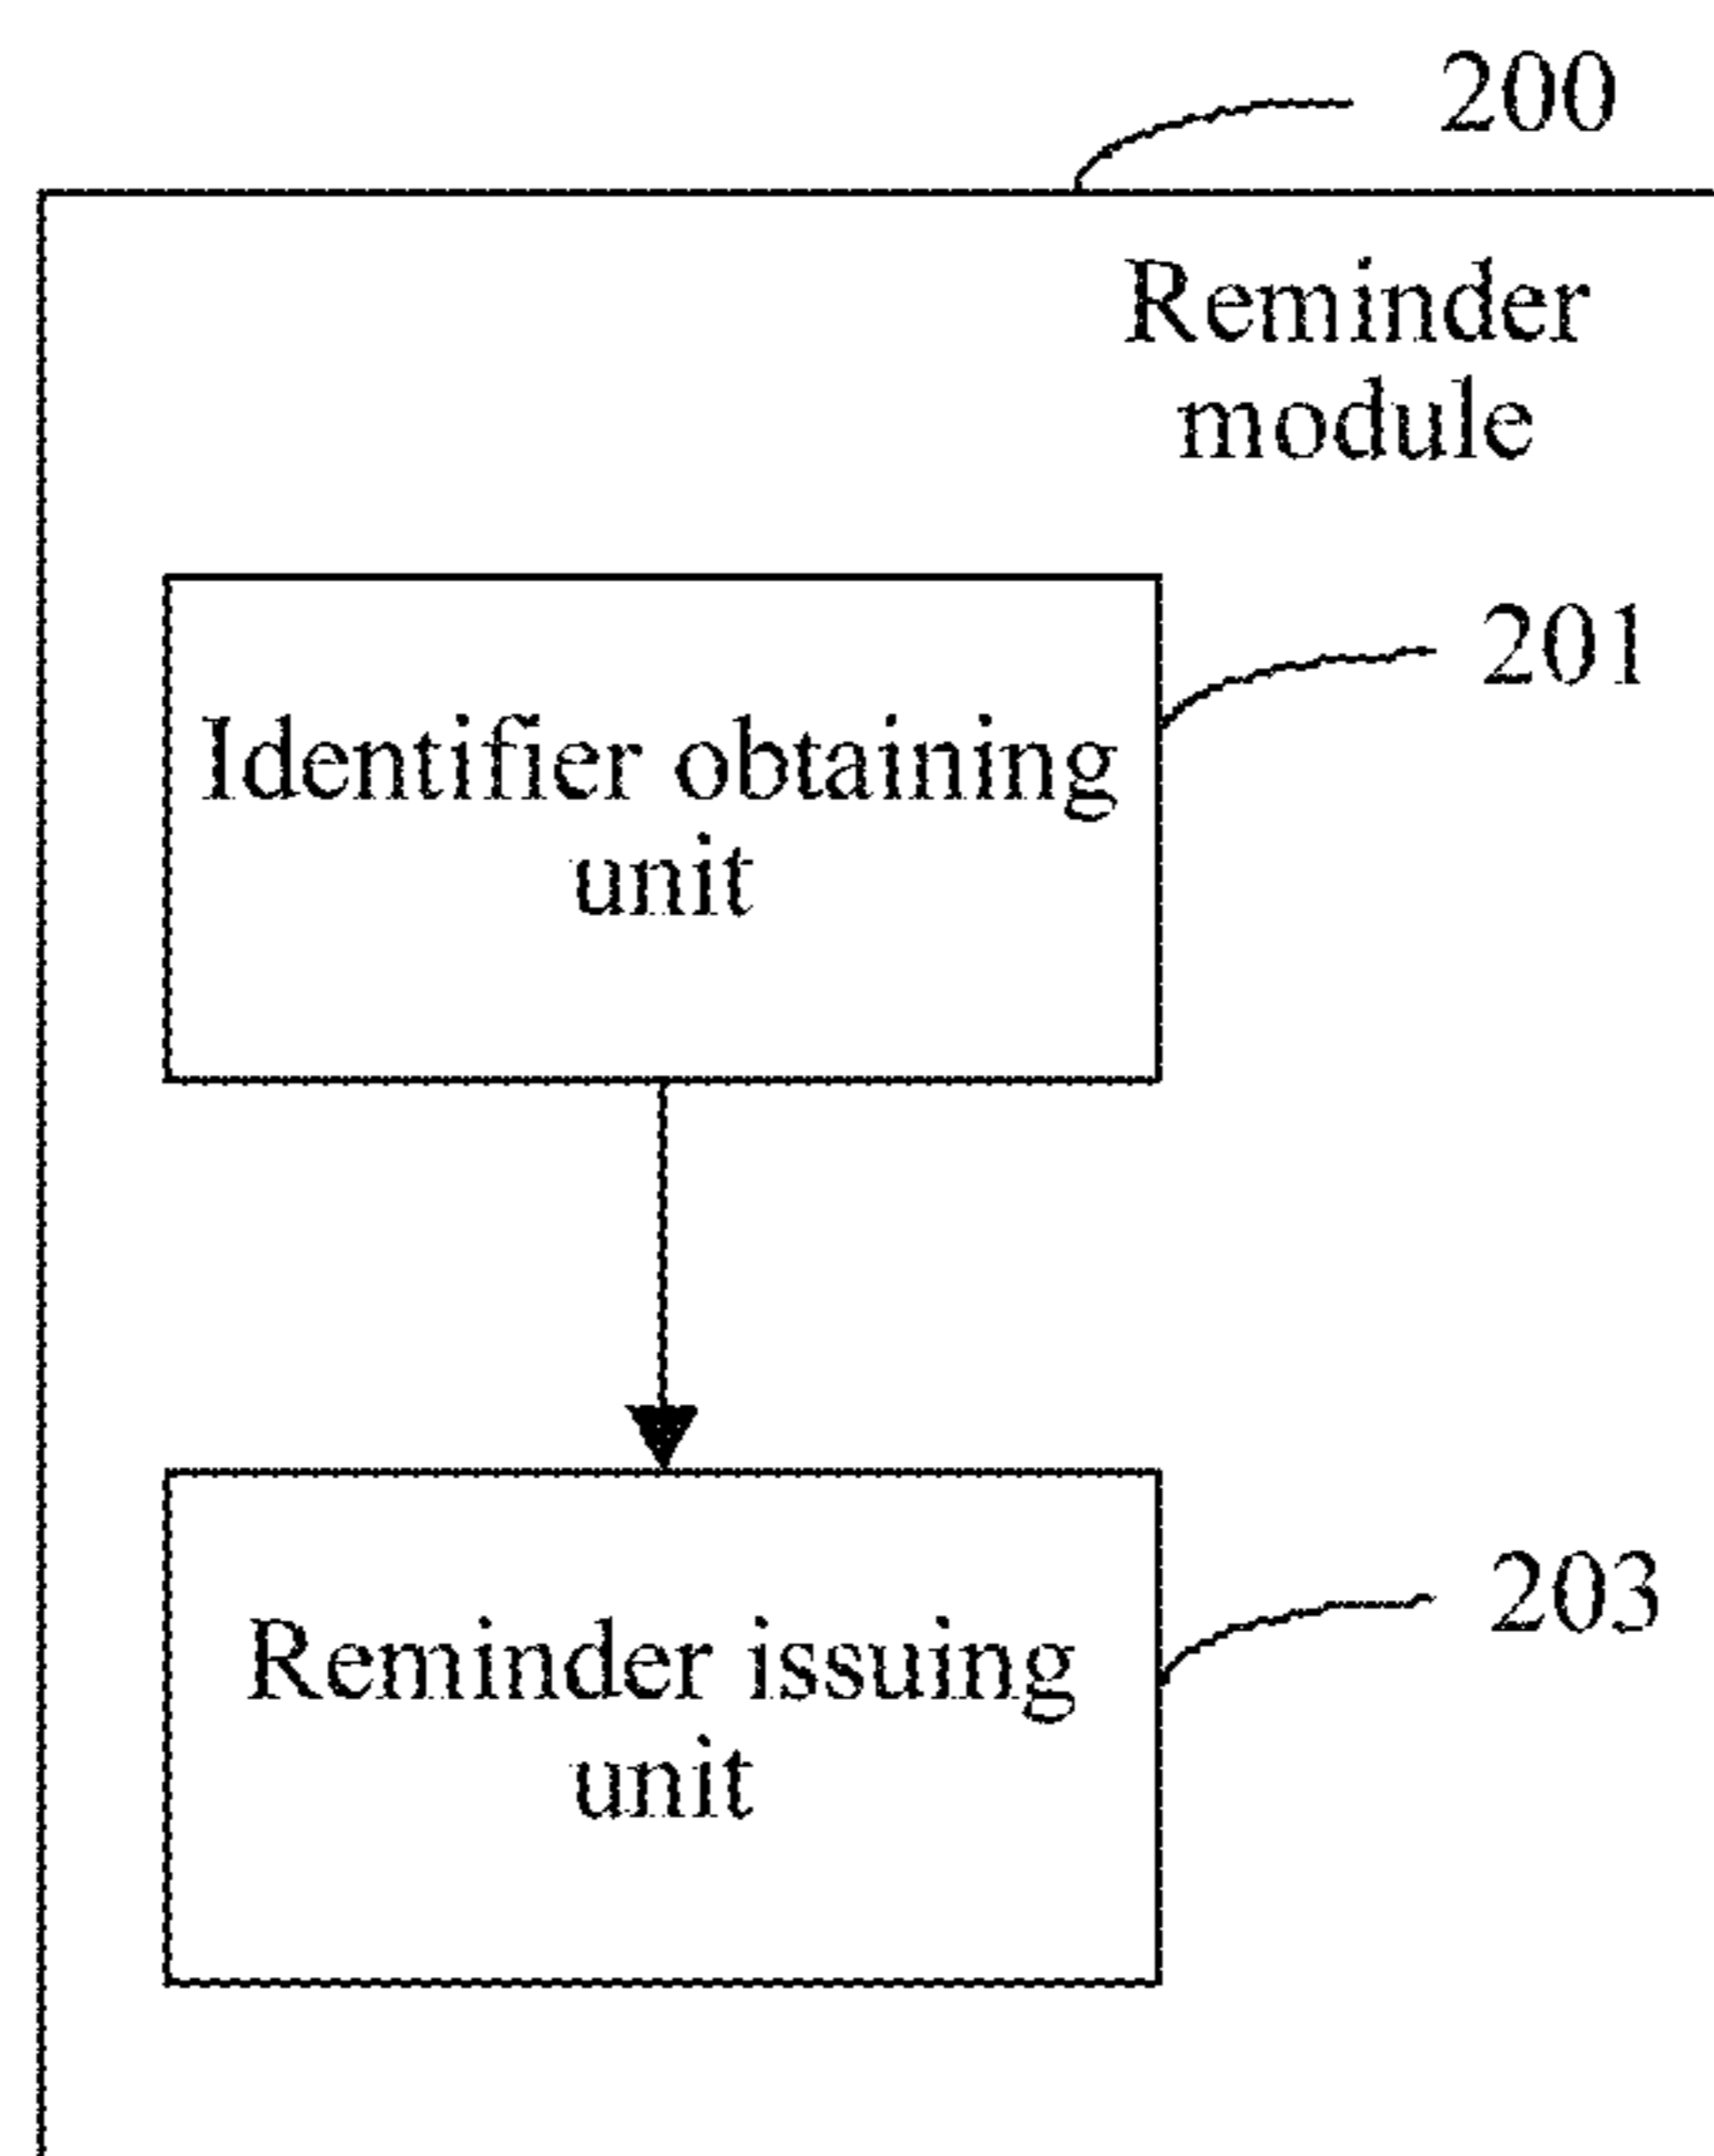 200
Reminder
module
201
Identifier obtaining
unit
203
Reminder issuing
unit